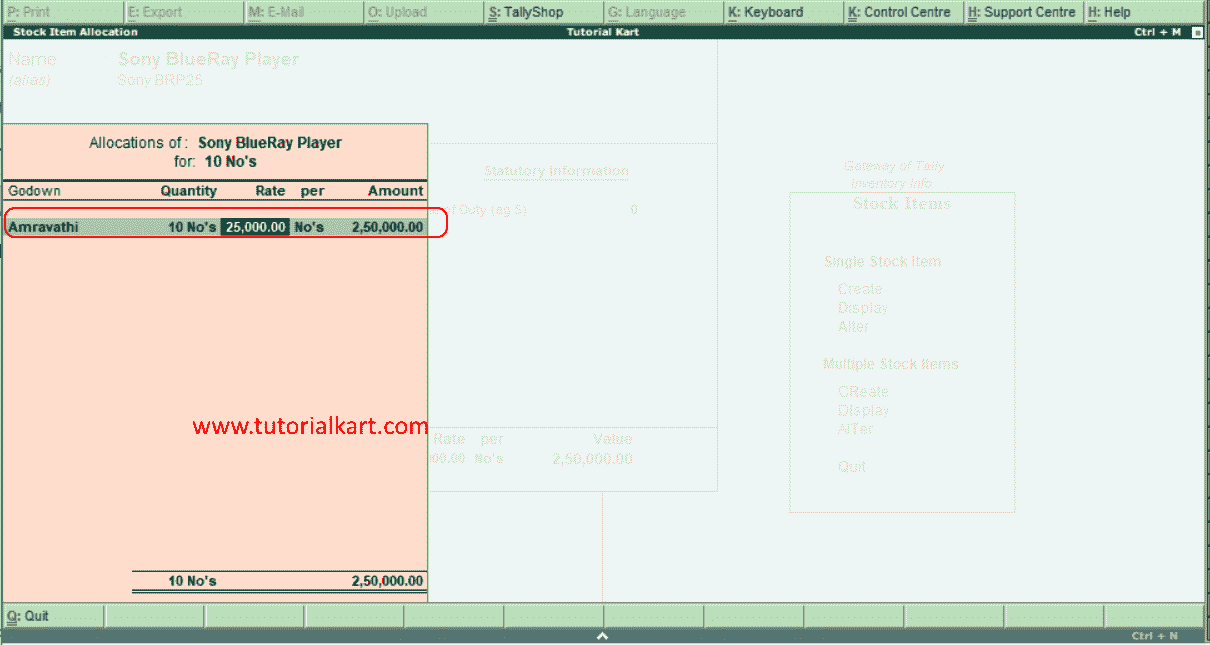 P: Print E: Export M: E-Mail O: Upload S: TallyShop G: Language K: Keyboard K: Control Centre H: Support Centre H: Help
Stock Item Allocation Tutorial Kart Ctrl + M
Name Sony BlueRay Player
(alias) Sony BRP25
Allocations of : Sony BlueRay Player
for: 10 No's
Godown Quantity Rate per Amount
Amravathi 10 No's 25,000.00 No's 2,50,000.00
10 No's 2,50,000.00
www.tutorialkart.com
Statutory Information
of Duty (eg 5) 0
Rate per Value
00.00 No's 2,50,000.00
Gateway of Tally
Inventory Info.
Stock Items
Single Stock Item
Create
Display
Alter
Multiple Stock Items
CReate
DIsplay
AlTer
Quit
Q: Quit
Ctrl + N